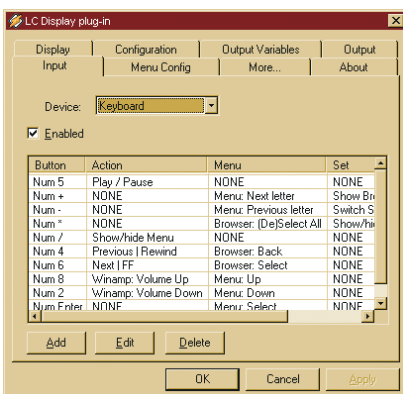 LC Display plug-in
Display Configuration Output Variables Output
Input Menu Config More... About
Device: Keyboard
Enabled
Button Action Menu Set
Num 5 Play / Pause NONE NONE
Num + NONE Menu: Next letter Show Br
Num - NONE Menu: Previous letter Switch S
Num * NONE Browser: (De)Select All Show/hi
Num / Show/hide Menu NONE NONE
Num 4 Previous | Rewind Browser: Back NONE
Num 6 Next | FF Browser: Select NONE
Num 8 Winamp: Volume Up Menu: Up NONE
Num 2 Winamp: Volume Down Menu: Down NONE
Num Enter NONE Menu: Select NONE
Add Edit Delete
OK Cancel Apply